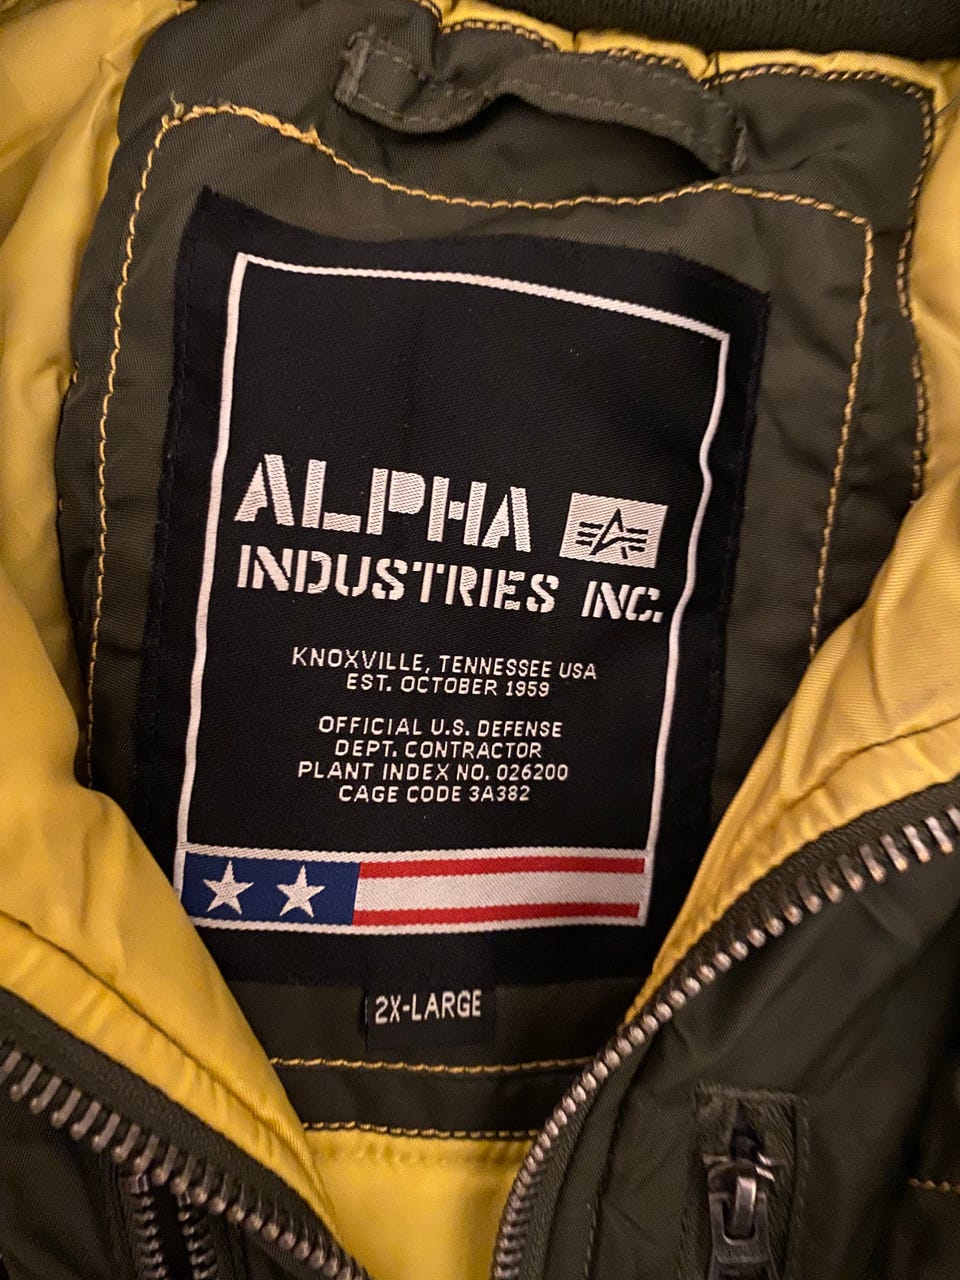 ALPHA
INDUSTRIES INC.
KNOXVILLE, TENNESSEE USA
EST. OCTOBER 1959
OFFICIAL U.S. DEFENSE
DEPT. CONTRACTOR
PLANT INDEX NO. 026200
CAGE CODE 3A382
2X-LARGE